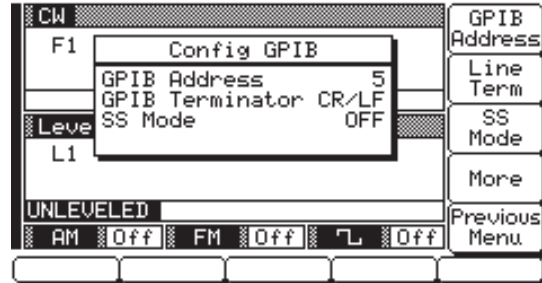 CW
F1
Config GPIB
GPIB Address 5
GPIB Terminator CR/LF
SS Mode OFF
Leve
L1
UNLEVELED
AM Off FM Off Off
GPIB
Address
Line
Term
SS
Mode
More
Previous
Menu